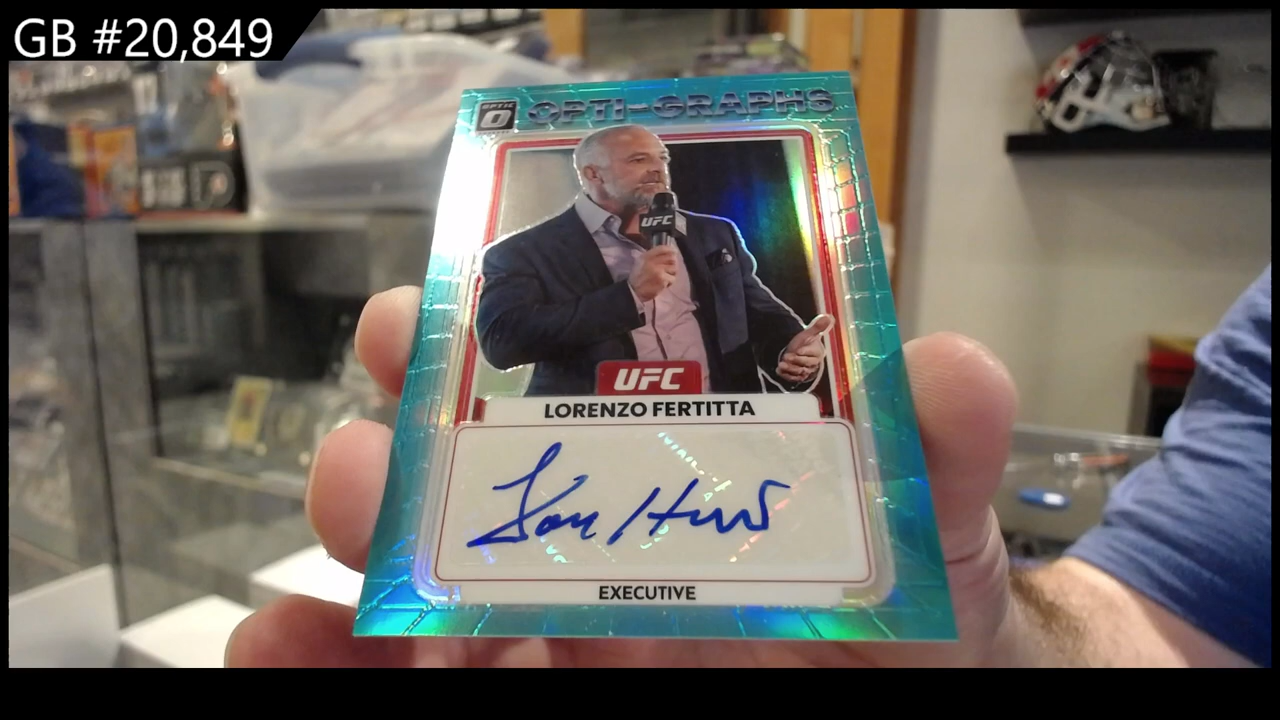 GB #20,849
OPTIC
OPTI-GRAPHS
UFC
UFC
LORENZO FERTITTA
EXECUTIVE